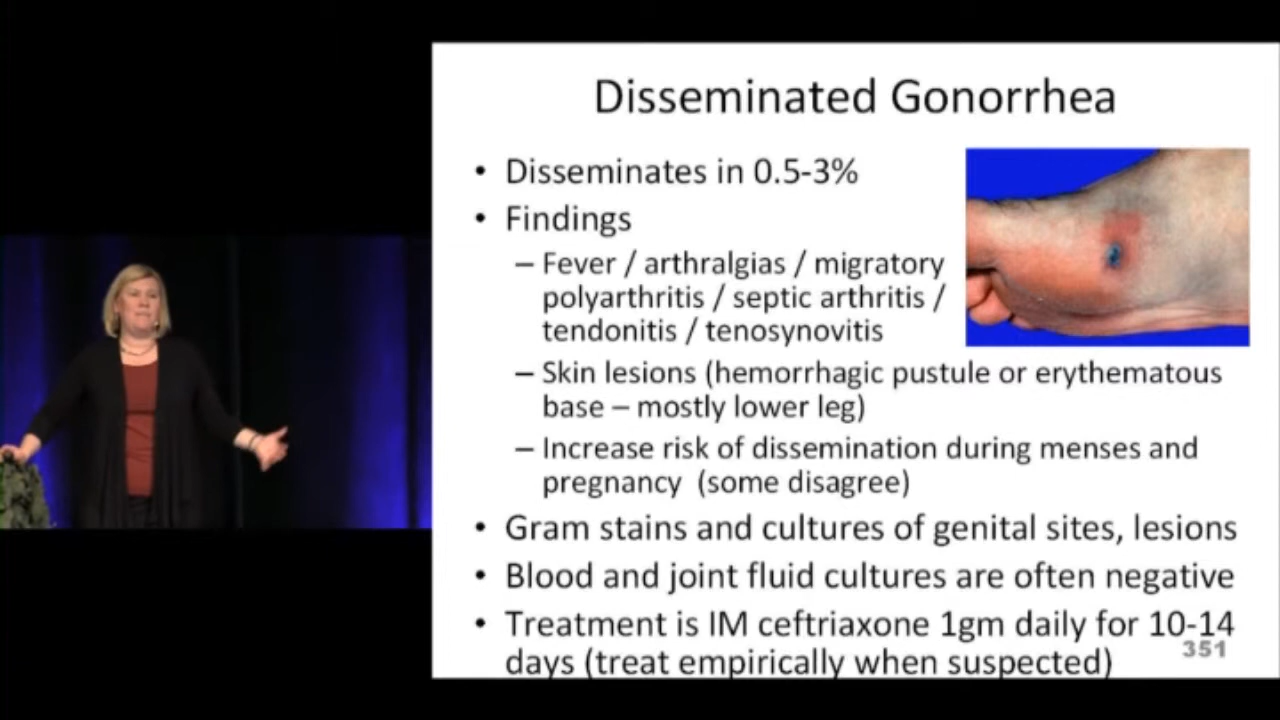 Disseminated Gonorrhea
• Disseminates in 0.5-3%
• Findings
– Fever / arthralgias / migratory
polyarthritis / septic arthritis /
tendonitis / tenosynovitis
– Skin lesions (hemorrhagic pustule or erythematous
base – mostly lower leg)
– Increase risk of dissemination during menses and
pregnancy (some disagree)
• Gram stains and cultures of genital sites, lesions
• Blood and joint fluid cultures are often negative
• Treatment is IM ceftriaxone 1gm daily for 10-14
days (treat empirically when suspected)
351